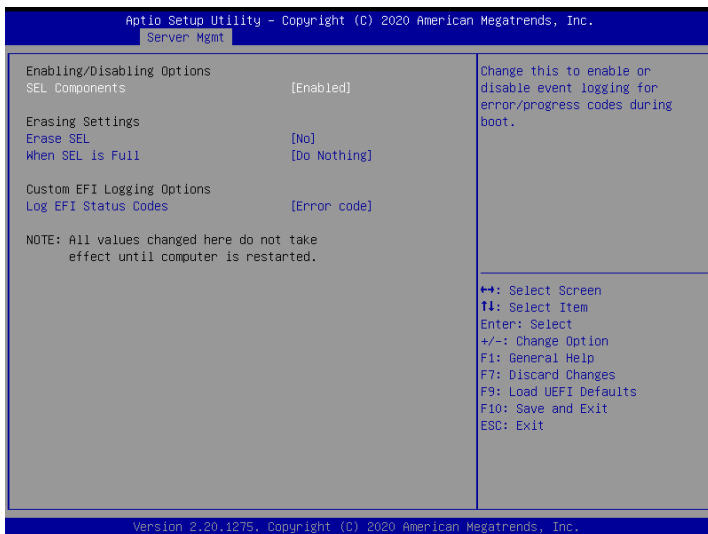 Aptio Setup Utility – Copyright (C) 2020 American Megatrends, Inc.
Server Mgmt
Enabling/Disabling Options
SEL Components [Enabled]
Erasing Settings
Erase SEL [No]
When SEL is Full [Do Nothing]
Custom EFI Logging Options
Log EFI Status Codes [Error code]
NOTE: All values changed here do not take
effect until computer is restarted.
Change this to enable or
disable event logging for
error/progress codes during
boot.
↔: Select Screen
↑↓: Select Item
Enter: Select
+/-: Change Option
F1: General Help
F7: Discard Changes
F9: Load UEFI Defaults
F10: Save and Exit
ESC: Exit
Version 2.20.1275. Copyright (C) 2020 American Megatrends, Inc.